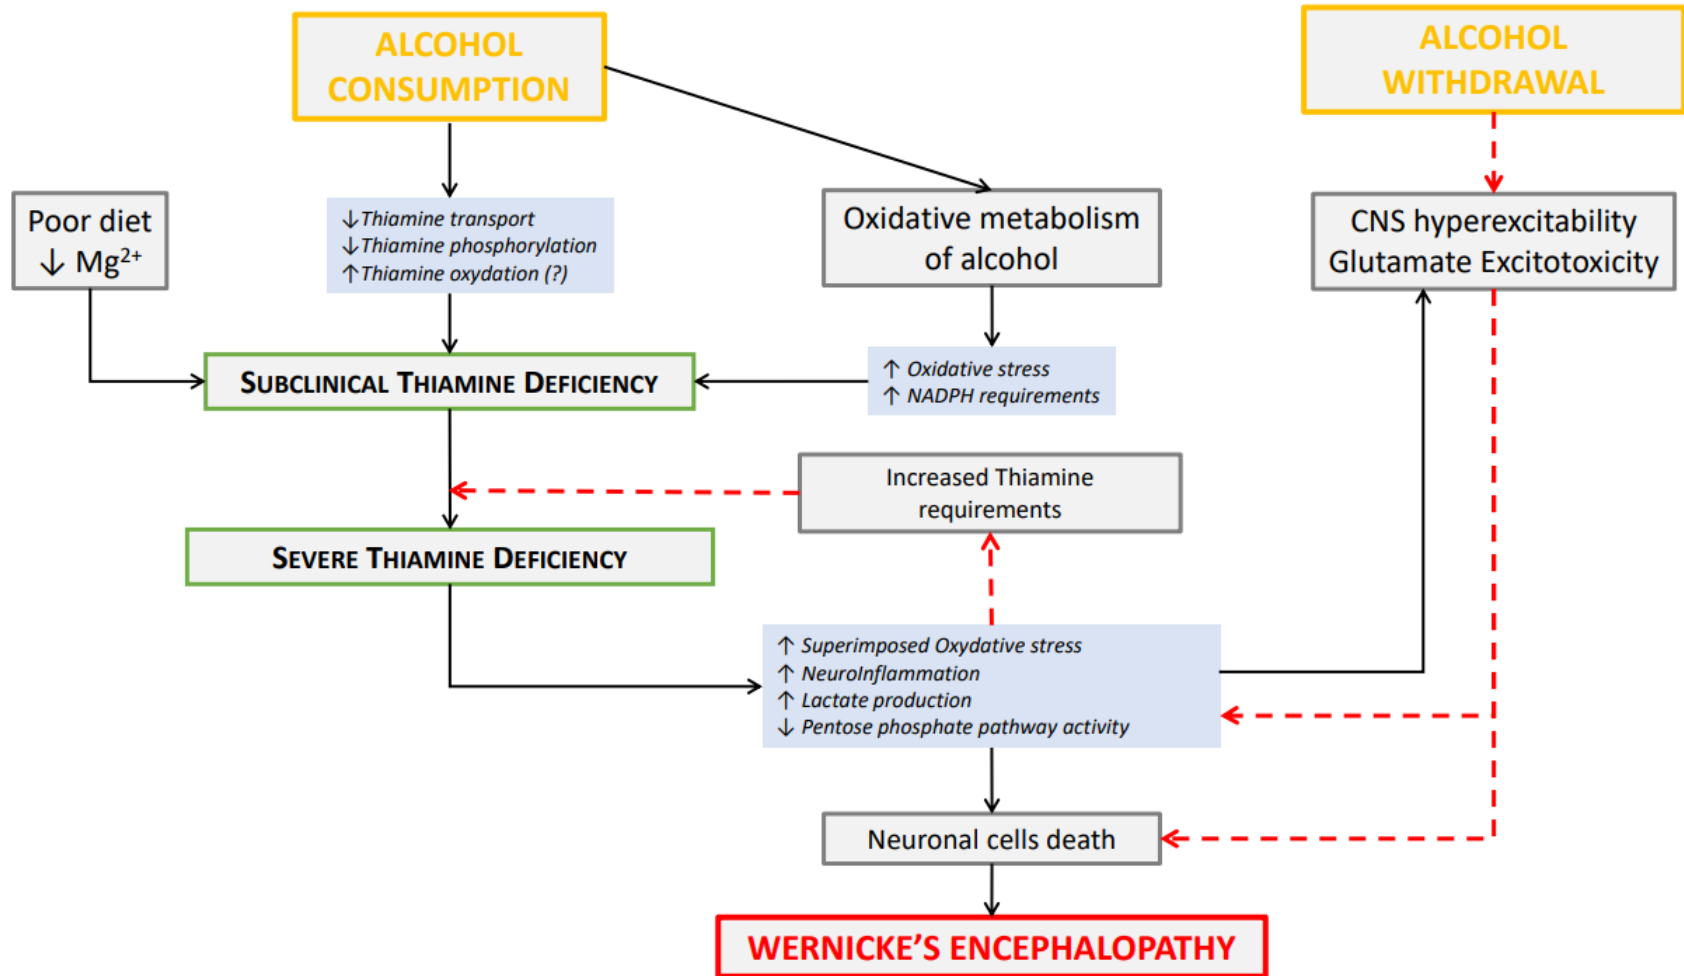 ALCOHOL
CONSUMPTION
ALCOHOL
WITHDRAWAL
Poor diet
↓ Mg²⁺
↓Thiamine transport
↓Thiamine phosphorylation
↑Thiamine oxydation (?)
Oxidative metabolism
of alcohol
CNS hyperexcitability
Glutamate Excitotoxicity
SUBCLINICAL THIAMINE DEFICIENCY
↑ Oxidative stress
↑ NADPH requirements
Increased Thiamine
requirements
SEVERE THIAMINE DEFICIENCY
↑ Superimposed Oxydative stress
↑ NeuroInflammation
↑ Lactate production
↓ Pentose phosphate pathway activity
Neuronal cells death
WERNICKE’S ENCEPHALOPATHY